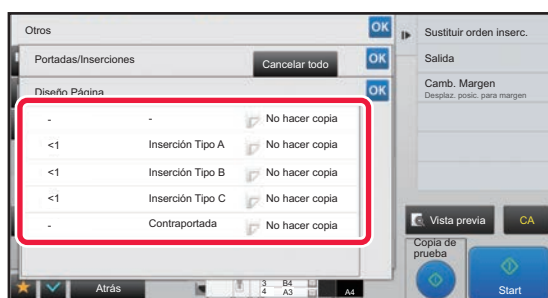 Otros
OK
Portadas/Inserciones
Cancelar todo
OK
Diseño Página
OK
- - No hacer copia
<1 Inserción Tipo A No hacer copia
<1 Inserción Tipo B No hacer copia
<1 Inserción Tipo C No hacer copia
- Contraportada No hacer copia
Atrás
3 B4
4 A3
A4
Sustituir orden inserc.
Salida
Camb. Margen
Desplaz. posic. para margen
Vista previa
CA
Copia de
prueba
Start